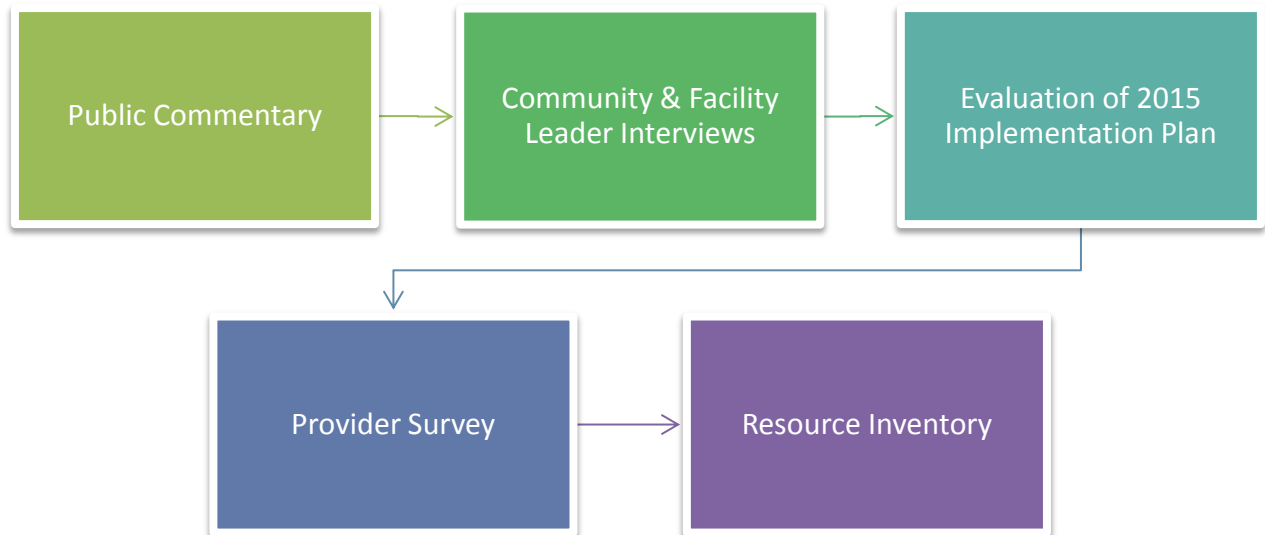 Public Commentary
Community & Facility
Leader Interviews
Evaluation of 2015
Implementation Plan
Provider Survey
Resource Inventory